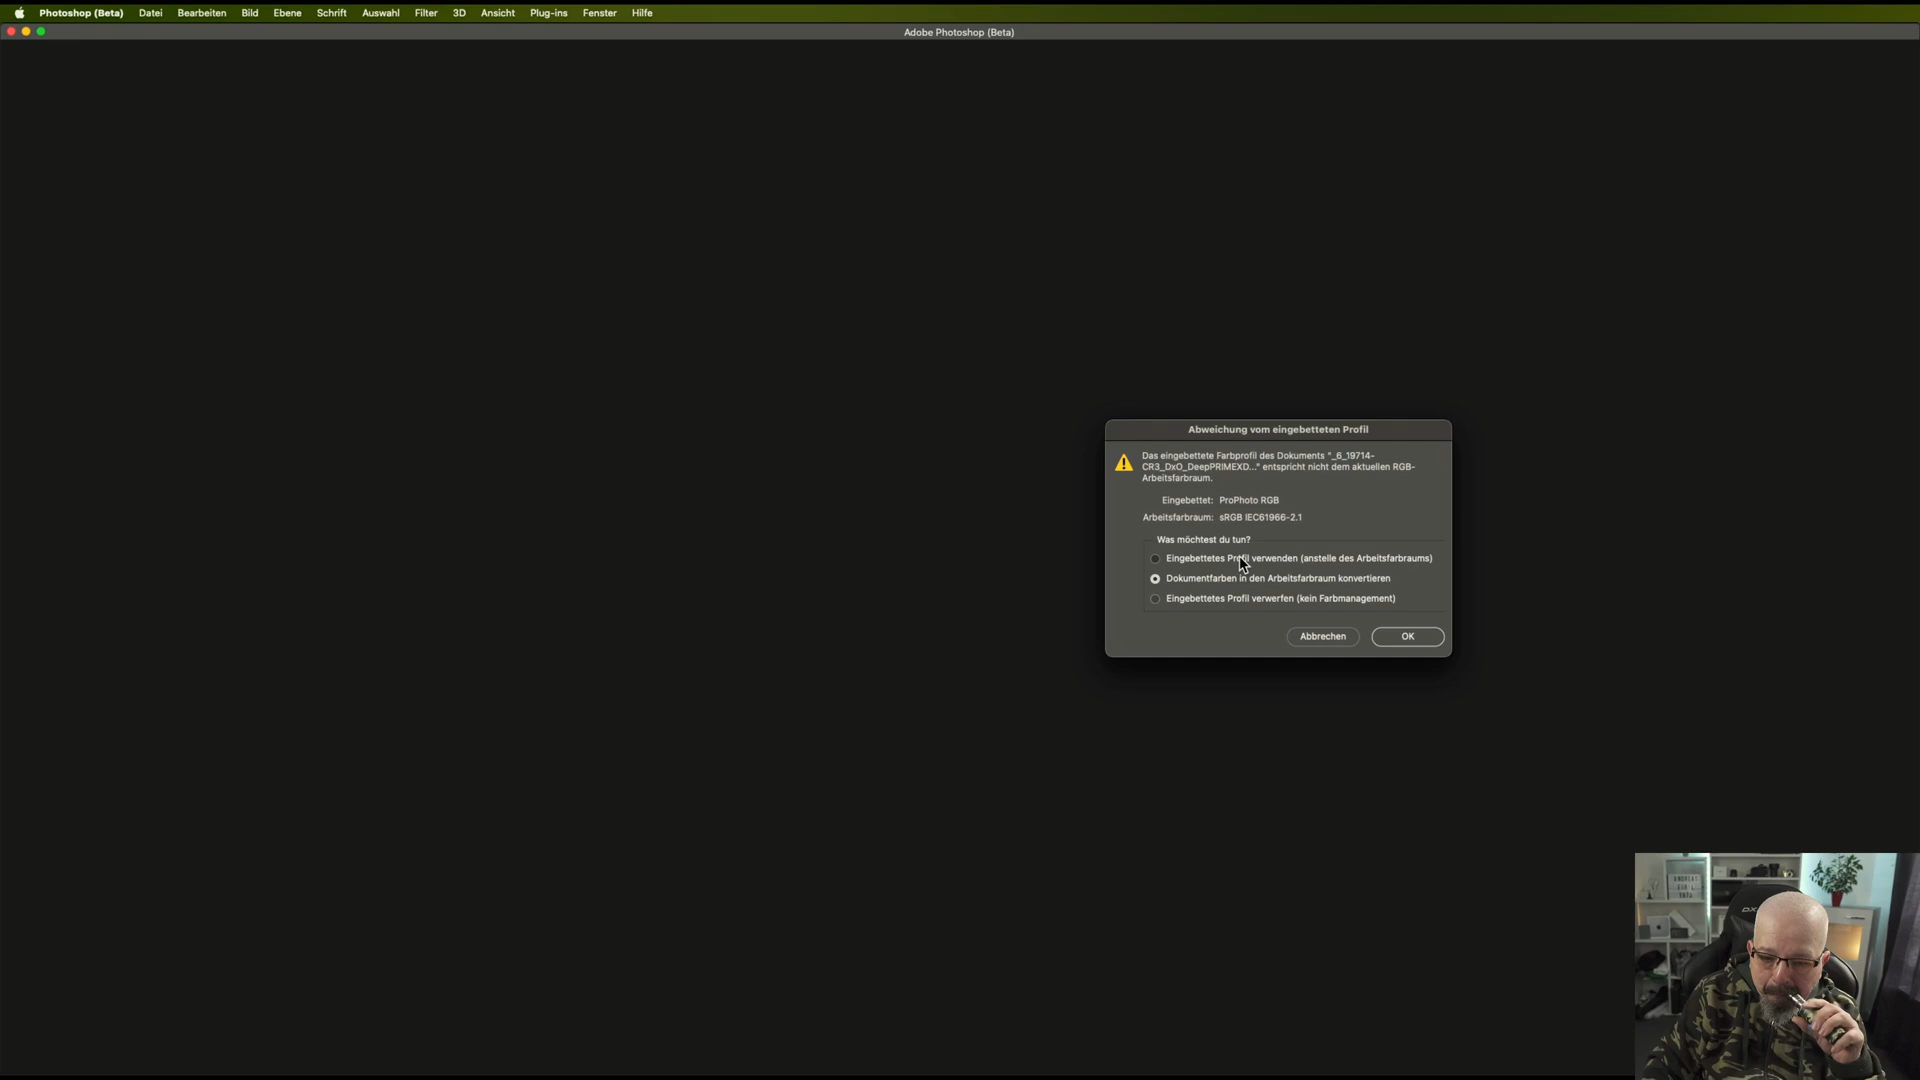 Photoshop (Beta) Datei Bearbeiten Bild Ebene Schrift Auswahl Filter 3D Ansicht Plug-ins Fenster Hilfe
Adobe Photoshop (Beta)
Abweichung vom eingebetteten Profil
Das eingebettete Farbprofil des Dokuments "_6_19714-
CR3_DxO_DeepPRIMEXD..." entspricht nicht dem aktuellen RGB-
Arbeitsfarbraum.
Eingebettet: ProPhoto RGB
Arbeitsfarbraum: sRGB IEC61966-2.1
Was möchtest du tun?
Eingebettetes Profil verwenden (anstelle des Arbeitsfarbraums)
Dokumentfarben in den Arbeitsfarbraum konvertieren
Eingebettetes Profil verwerfen (kein Farbmanagement)
Abbrechen OK